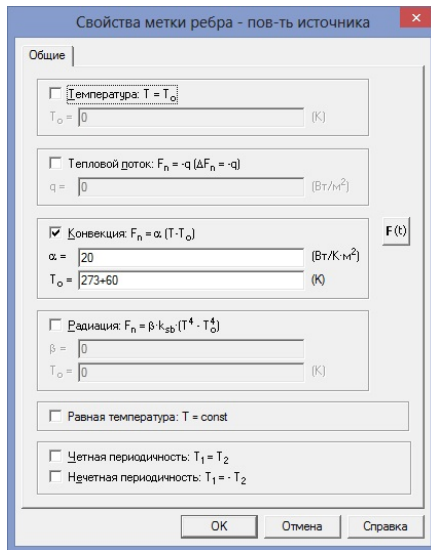 Свойства метки ребра - пов-ть источника
Общие
Температура: T = Tₒ
Tₒ = 0 (K)
Тепловой поток: Fₙ = -q (ΔFₙ = -q)
q = 0 (Вт/м²)
Конвекция: Fₙ = α (T-Tₒ)
α = 20 (Вт/K·м²)
F(t)
Tₒ = 273+60 (K)
Радиация: Fₙ = β·k_sb·(T⁴ - Tₒ⁴)
β = 0
Tₒ = 0 (K)
Равная температура: T = const
Четная периодичность: T₁ = T₂
Нечетная периодичность: T₁ = - T₂
OK Отмена Справка